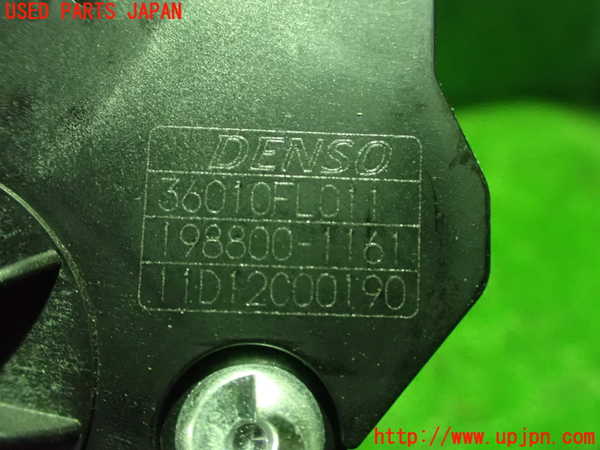 USED PARTS JAPAN
DENSO
36010FL011
198800-1161
11D12C00190
http://www.upjpn.com/